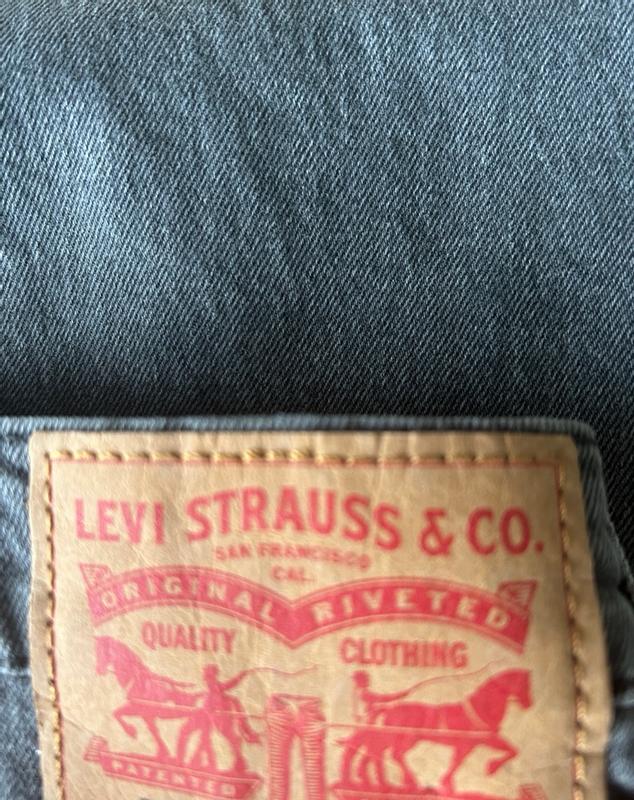 LEVI STRAUSS & CO.
SAN FRANCISCO
CAL.
ORIGINAL RIVETED
QUALITY CLOTHING
PATENTED